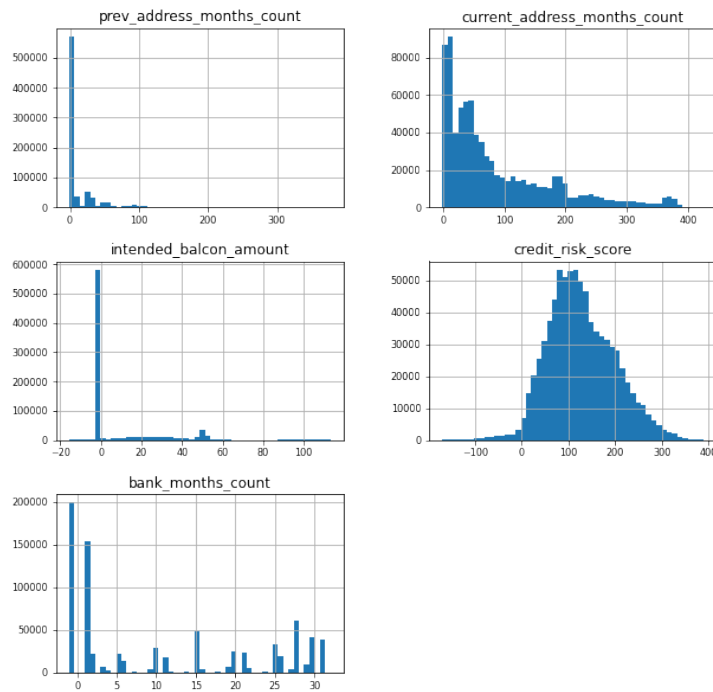 prev_address_months_count
500000
400000
300000
200000
100000
0
0 100 200 300
current_address_months_count
80000
60000
40000
20000
0
0 100 200 300 400
intended_balcon_amount
600000
500000
400000
300000
200000
100000
0
−20 0 20 40 60 80 100
credit_risk_score
50000
40000
30000
20000
10000
0
−100 0 100 200 300 400
bank_months_count
200000
150000
100000
50000
0
0 5 10 15 20 25 30